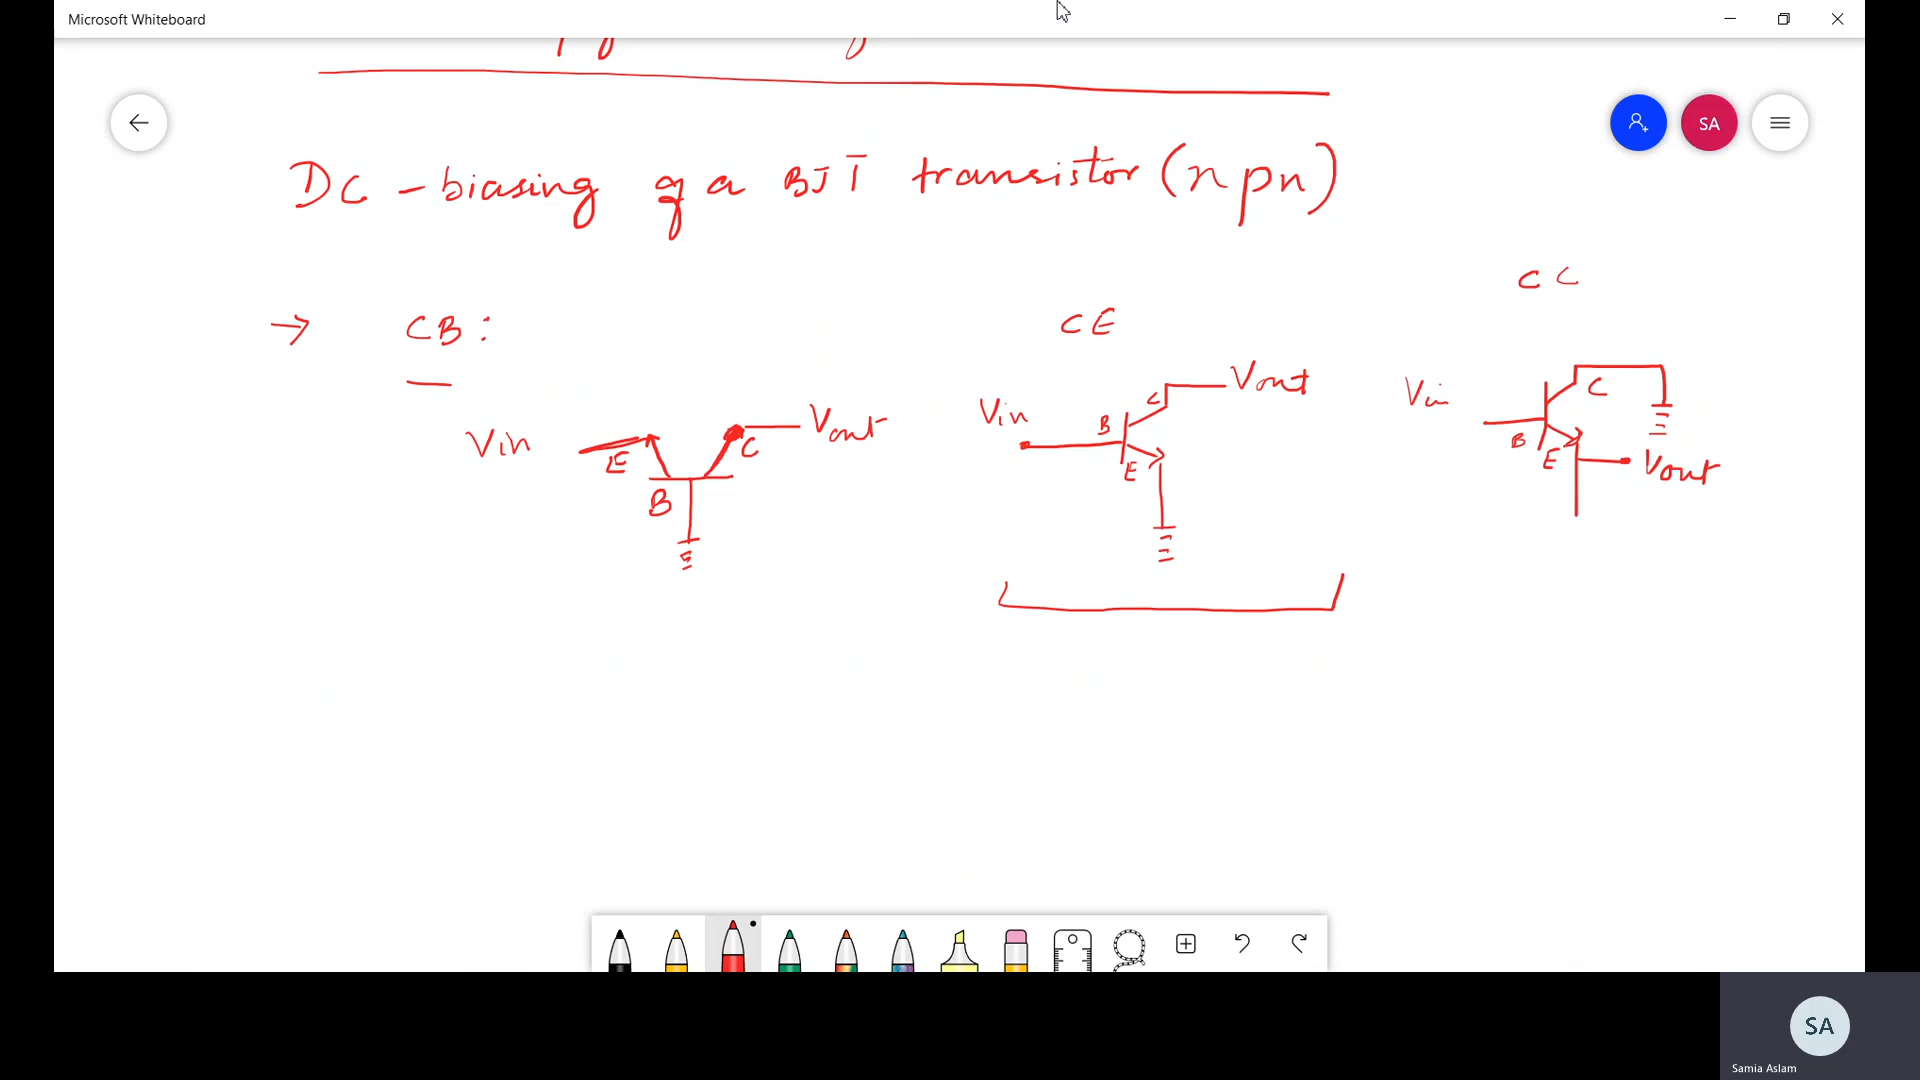 Microsoft Whiteboard
SA
DC - biasing of a BJT transistor (npn)
→ CB:
CE
CC
Vin E B C Vout
Vin B C E Vout
Vin B C E Vout
SA
Samia Aslam